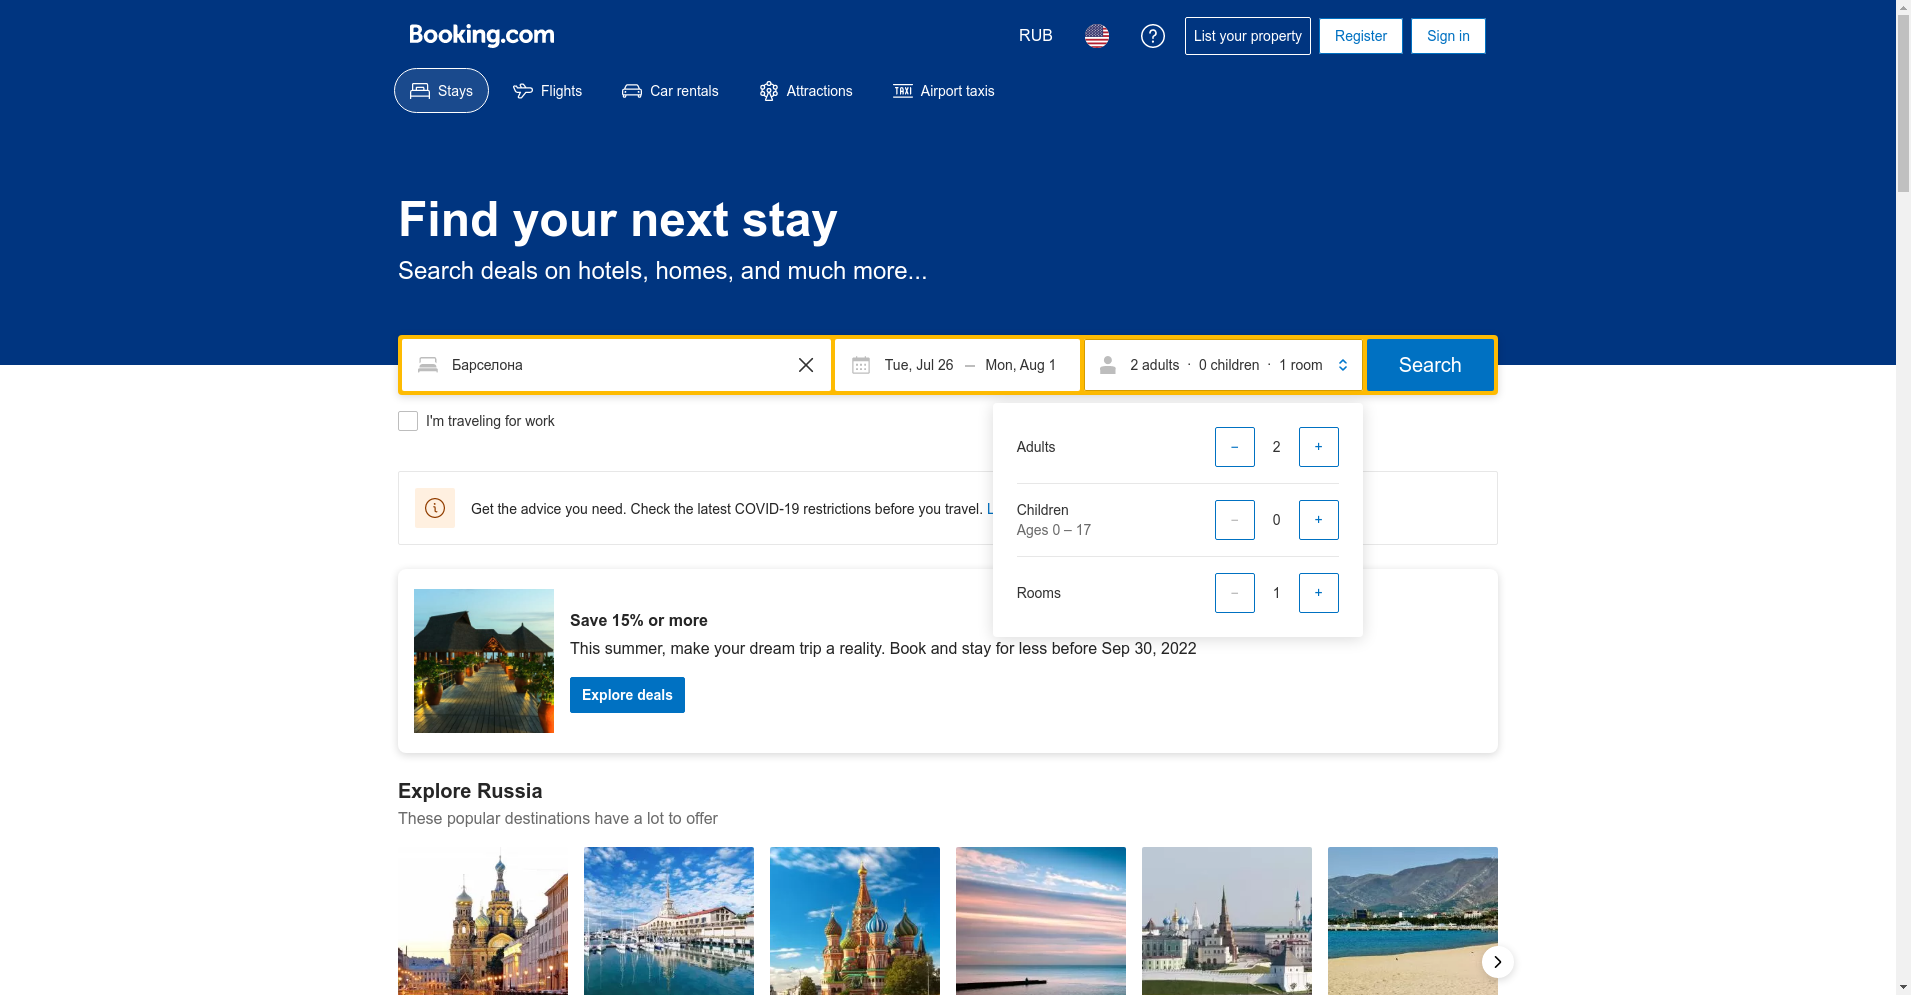 Booking.com
RUB
List your property
Register
Sign in
Stays
Flights
Car rentals
TAXI
Attractions
Airport taxis
Find your next stay
Search deals on hotels, homes, and much more...
Барселона
Tue, Jul 26 — Mon, Aug 1
2 adults · 0 children · 1 room
Search
I'm traveling for work
Adults
− 2 +
Children
Ages 0 – 17
− 0 +
Rooms
− 1 +
Get the advice you need. Check the latest COVID-19 restrictions before you travel.
Save 15% or more
This summer, make your dream trip a reality. Book and stay for less before Sep 30, 2022
Explore deals
Explore Russia
These popular destinations have a lot to offer